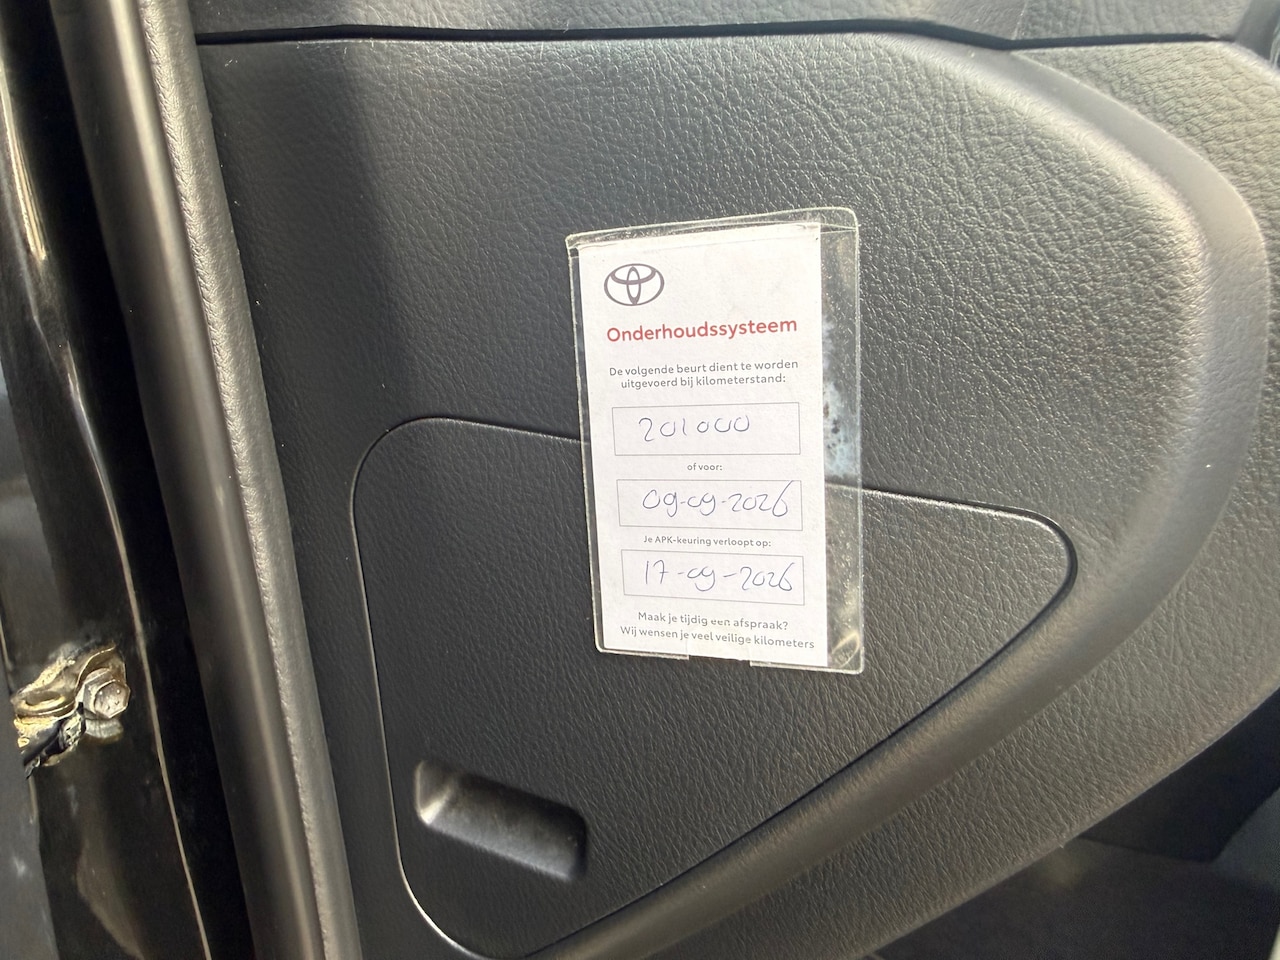 Onderhoudssysteem
De volgende beurt dient te worden
uitgevoerd bij kilometerstand:
201000
of voor:
09-09-2026
Je APK-keuring verloopt op:
17-09-2026
Maak je tijdig een afspraak?
Wij wensen je veel veilige kilometers